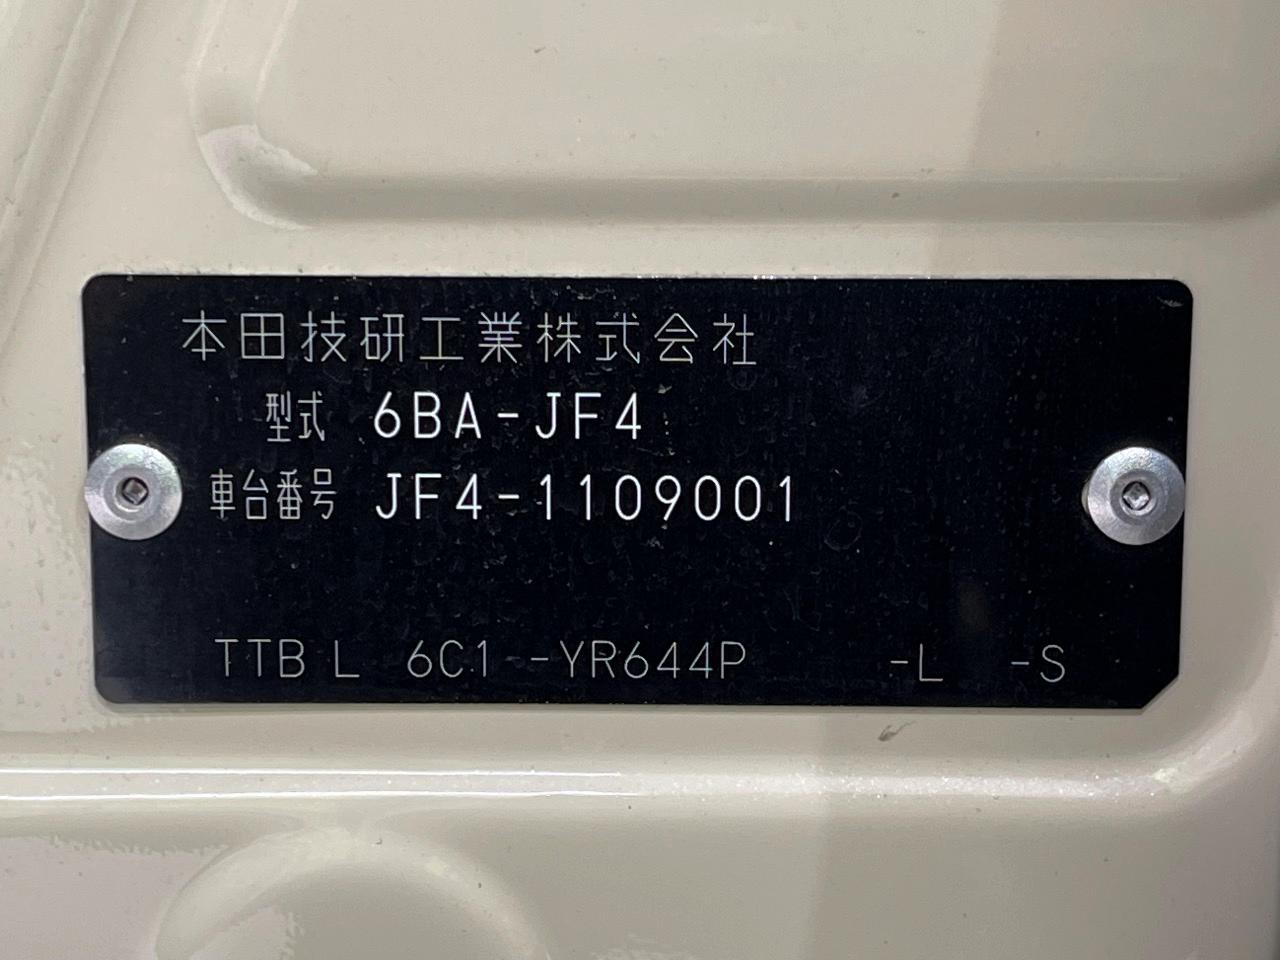 本田技研工業株式会社
型式 6BA-JF4
車台番号 JF4-1109001
TTB L 6C1 -YR644P -L -S